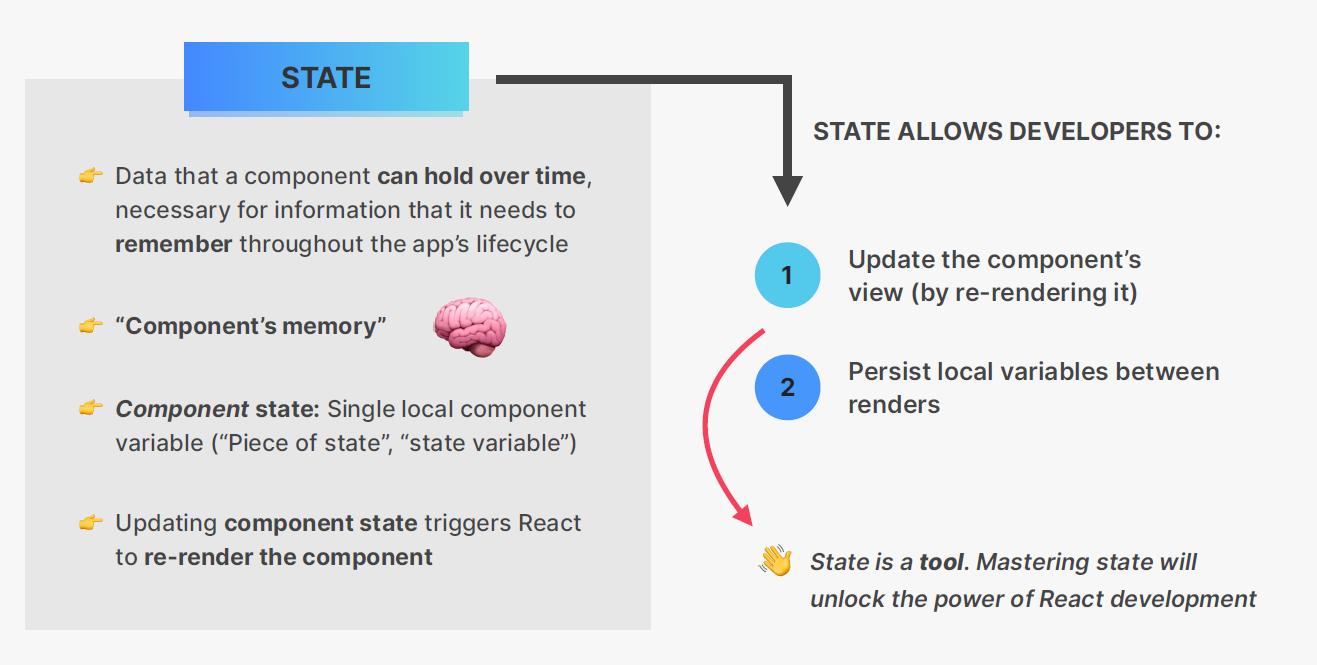 STATE
Data that a component can hold over time,
necessary for information that it needs to
remember throughout the app’s lifecycle
“Component’s memory”
Component state: Single local component
variable (“Piece of state”, “state variable”)
Updating component state triggers React
to re-render the component
STATE ALLOWS DEVELOPERS TO:
1
Update the component’s
view (by re-rendering it)
2
Persist local variables between
renders
State is a tool. Mastering state will
unlock the power of React development